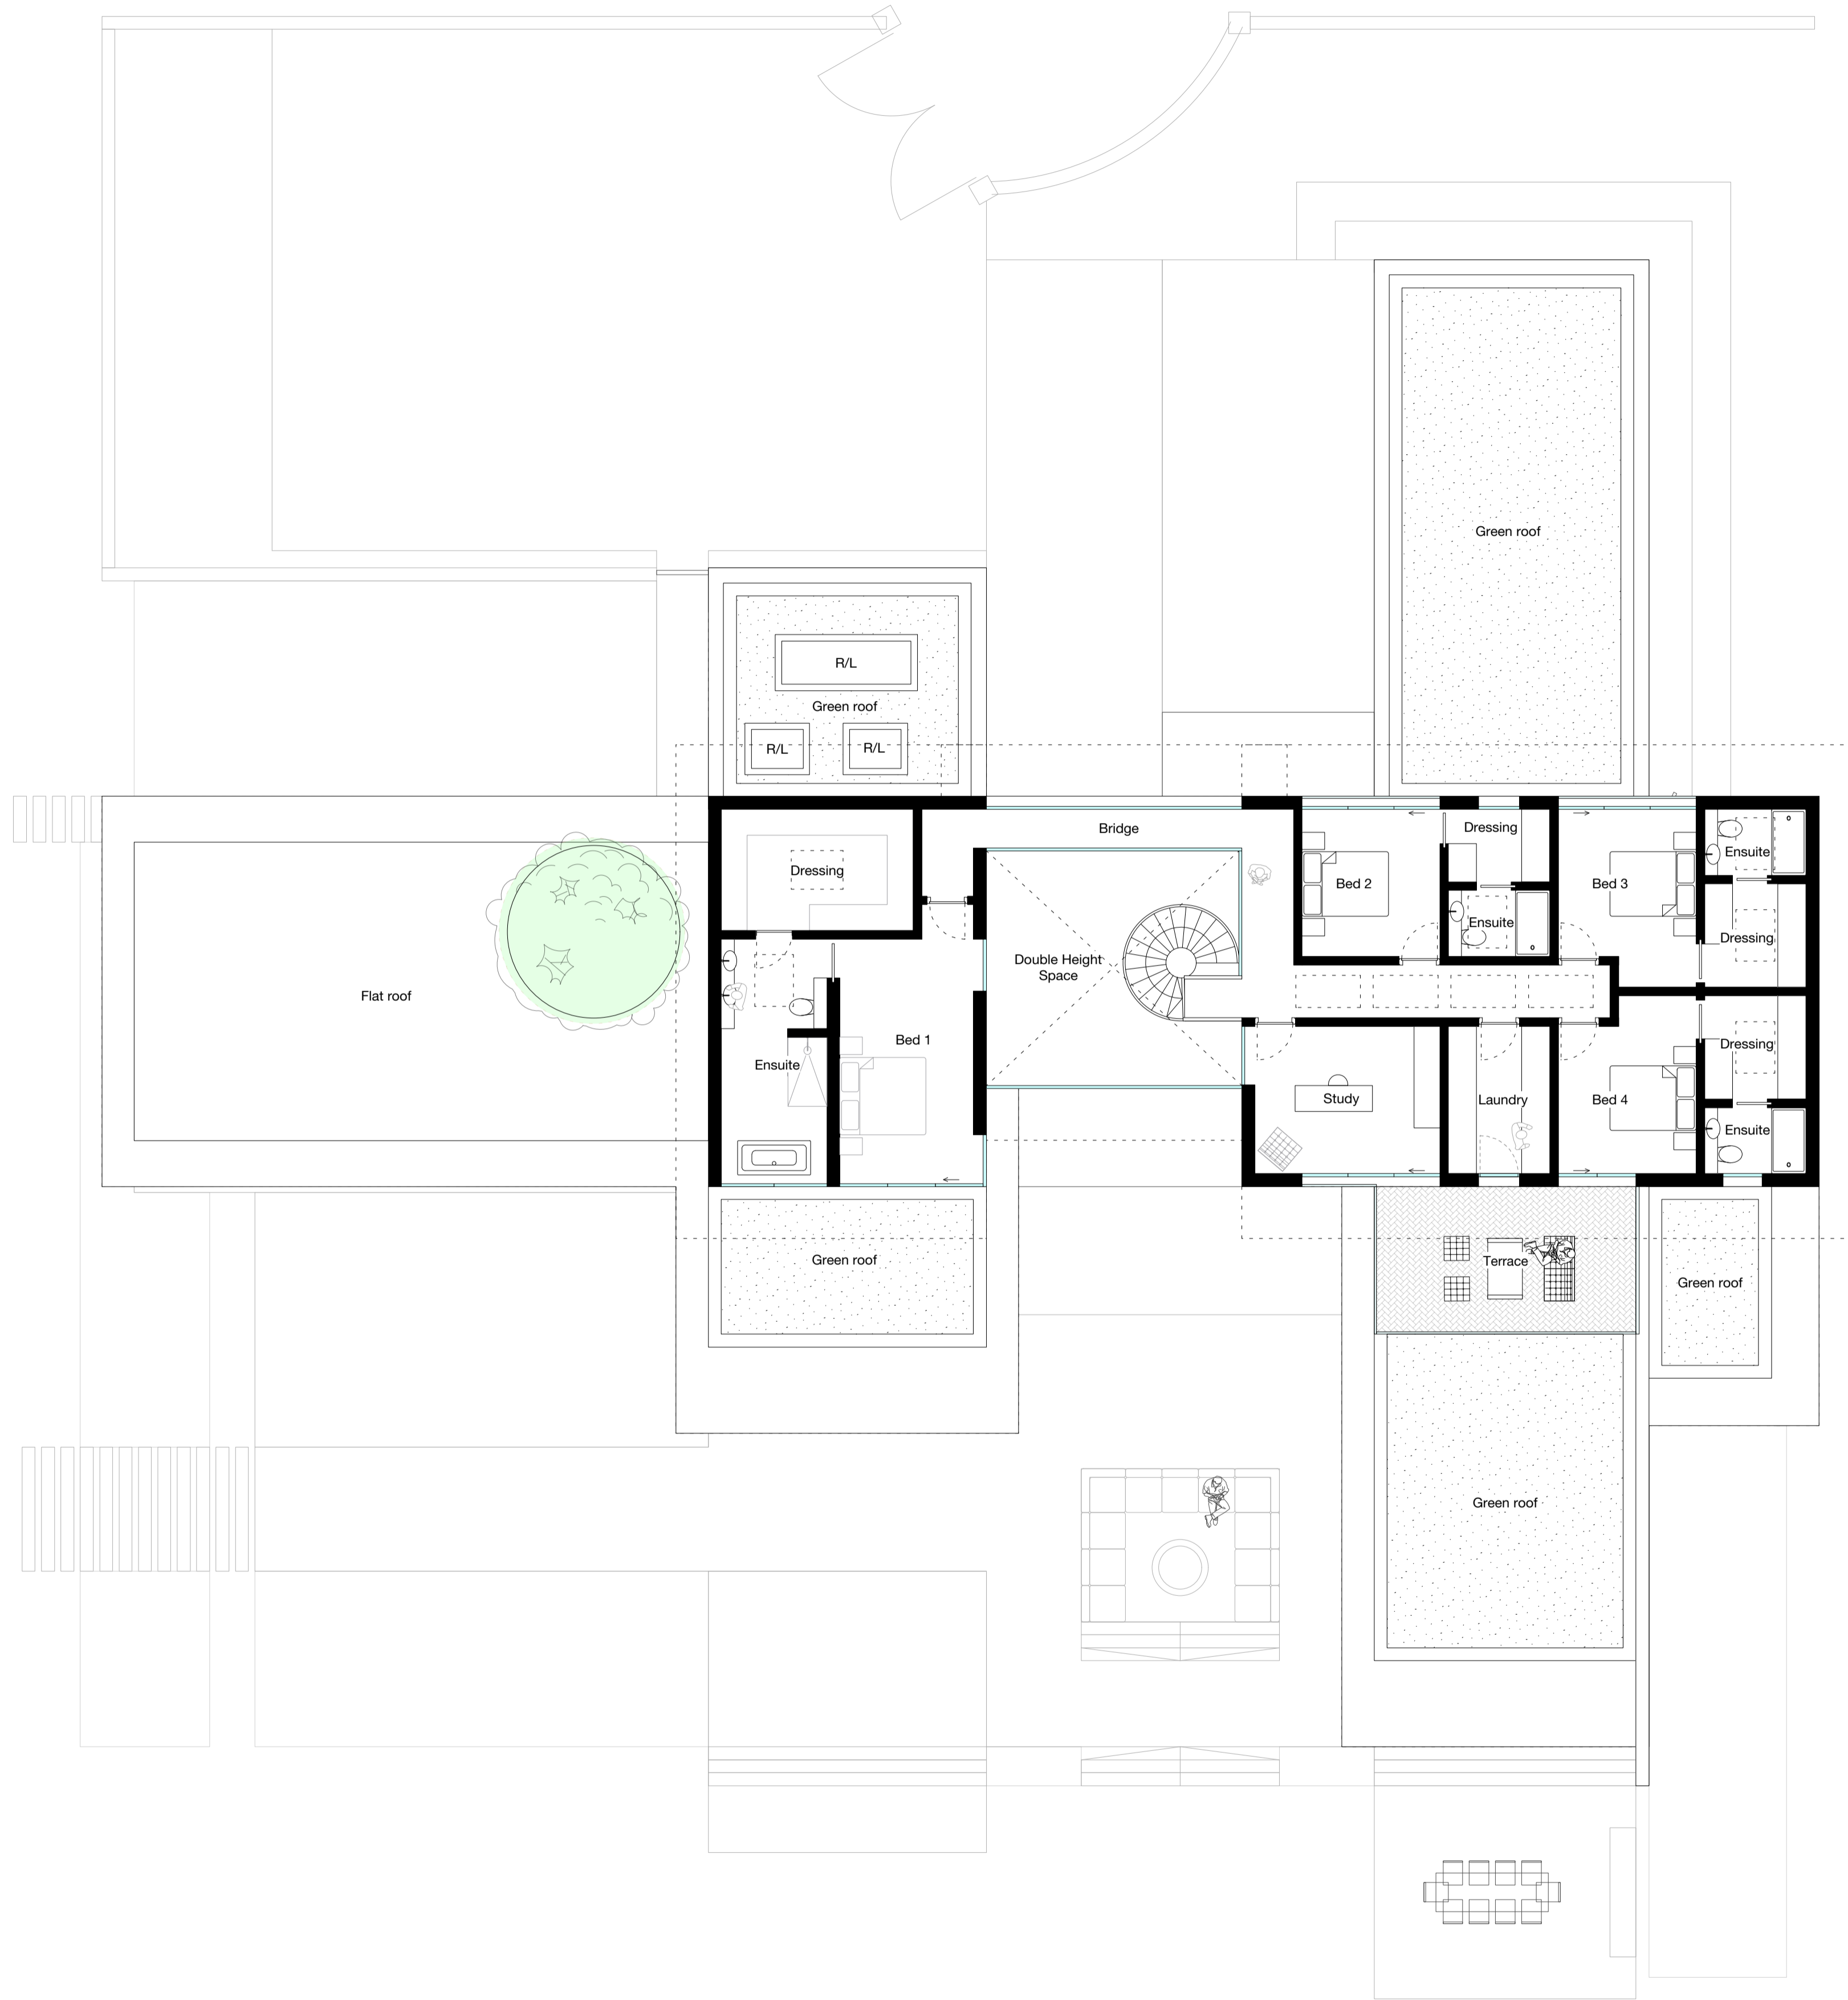 Green roof
R/L
Green roof
R/L
R/L
Bridge
Dressing
Ensuite
Dressing
Bed 2
Bed 3
Ensuite
Dressing
Double Height
Space
Flat roof
Bed 1
Dressing
Ensuite
Study
Laundry
Bed 4
Ensuite
Green roof
Terrace
Green roof
Green roof